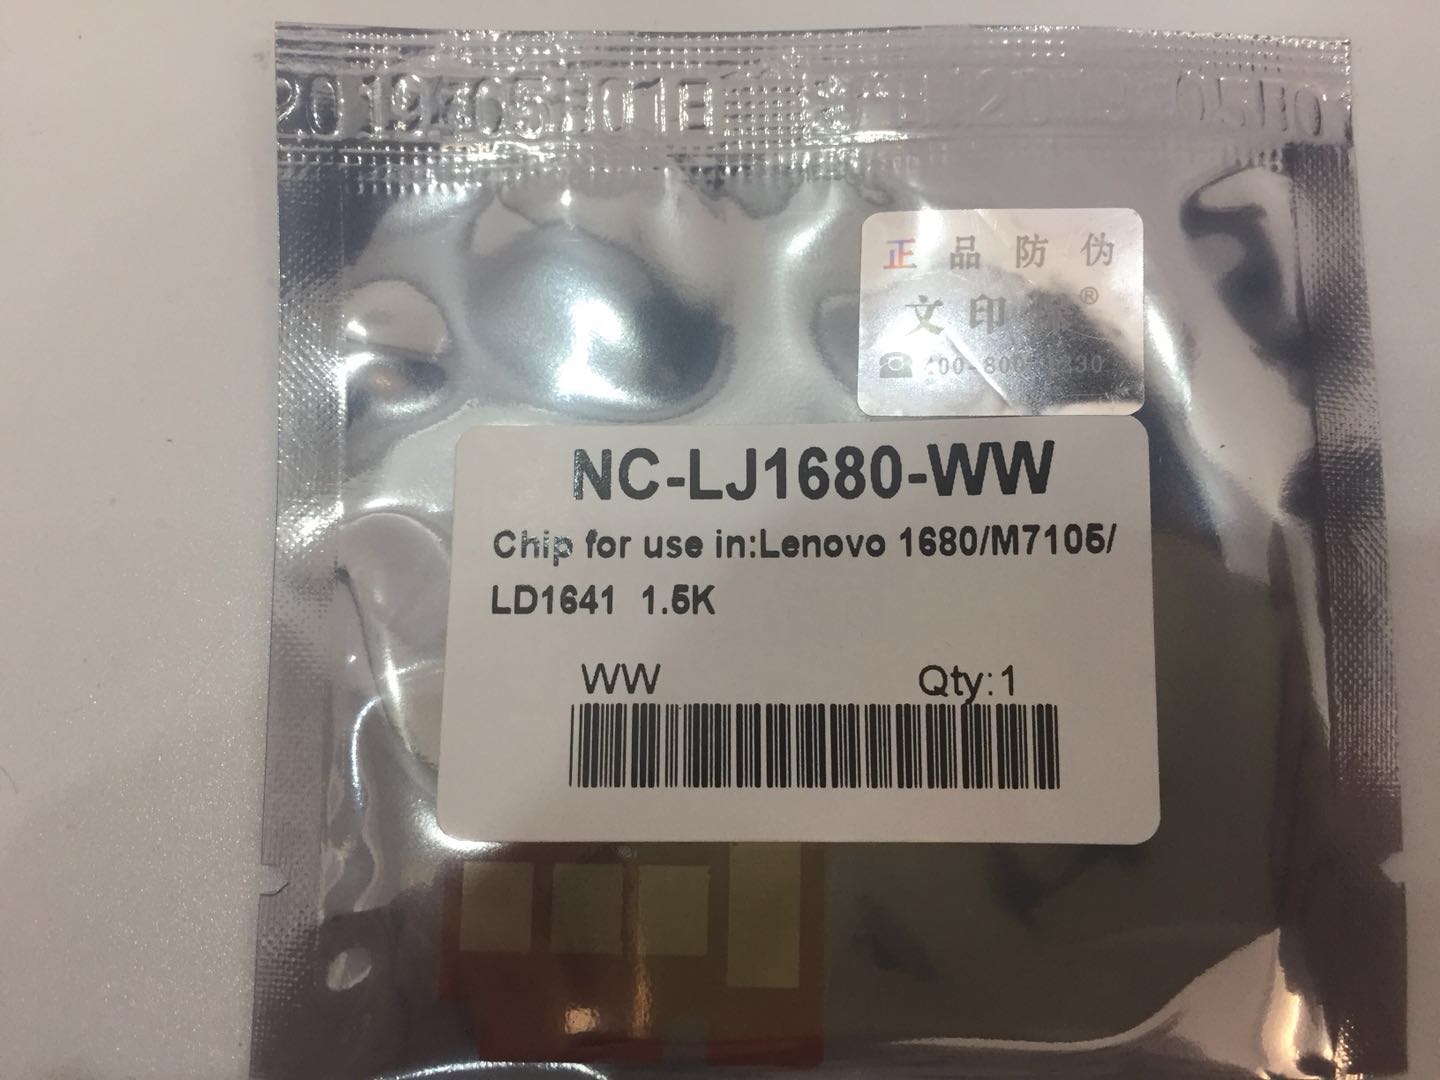 正品防伪
文印®
NC-LJ1680-WW
Chip for use in:Lenovo 1680/M7105/
LD1641 1.5K
WW Qty:1